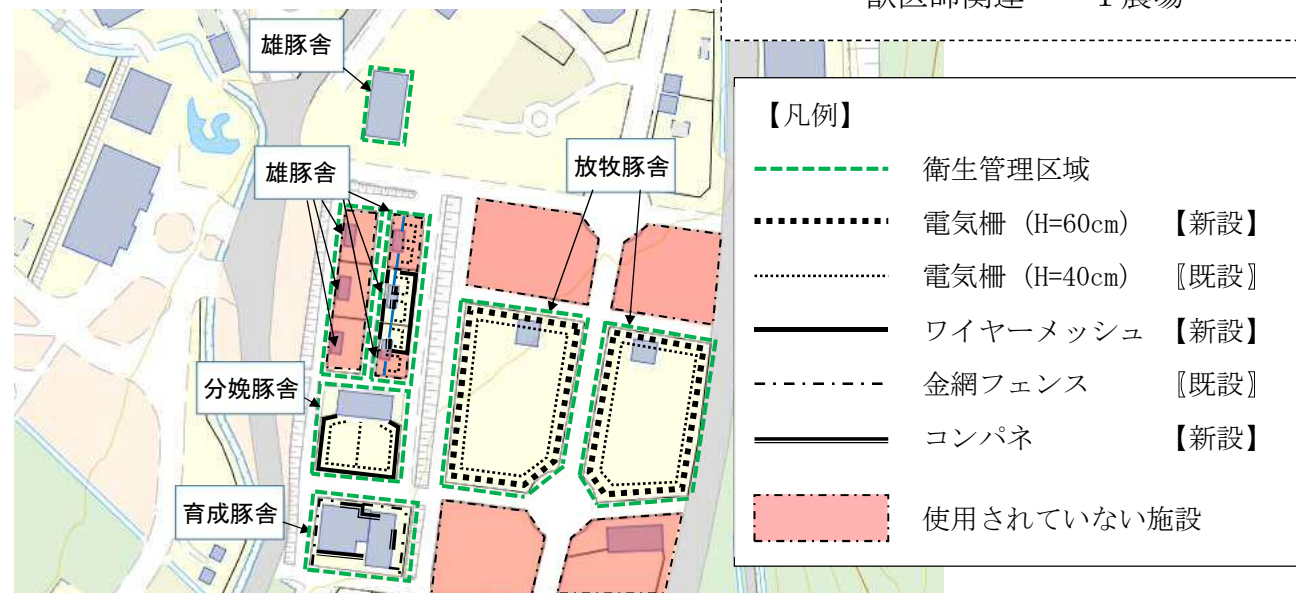 獣医師関連 1農場
雄豚舎
雄豚舎
放牧豚舎
分娩豚舎
育成豚舎
【凡例】
衛生管理区域
電気柵 (H=60cm) 【新設】
電気柵 (H=40cm) 〖既設〗
ワイヤーメッシュ 【新設】
金網フェンス 〖既設〗
コンパネ 【新設】
使用されていない施設